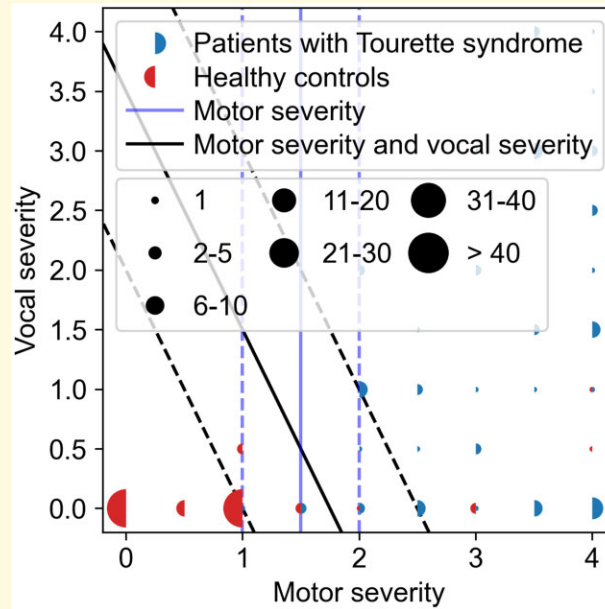 4.0
3.5
3.0
2.5
2.0
1.5
1.0
0.5
0.0
Vocal severity
Patients with Tourette syndrome
Healthy controls
Motor severity
Motor severity and vocal severity
1 11-20 31-40
2-5 21-30 > 40
6-10
0 1 2 3 4
Motor severity